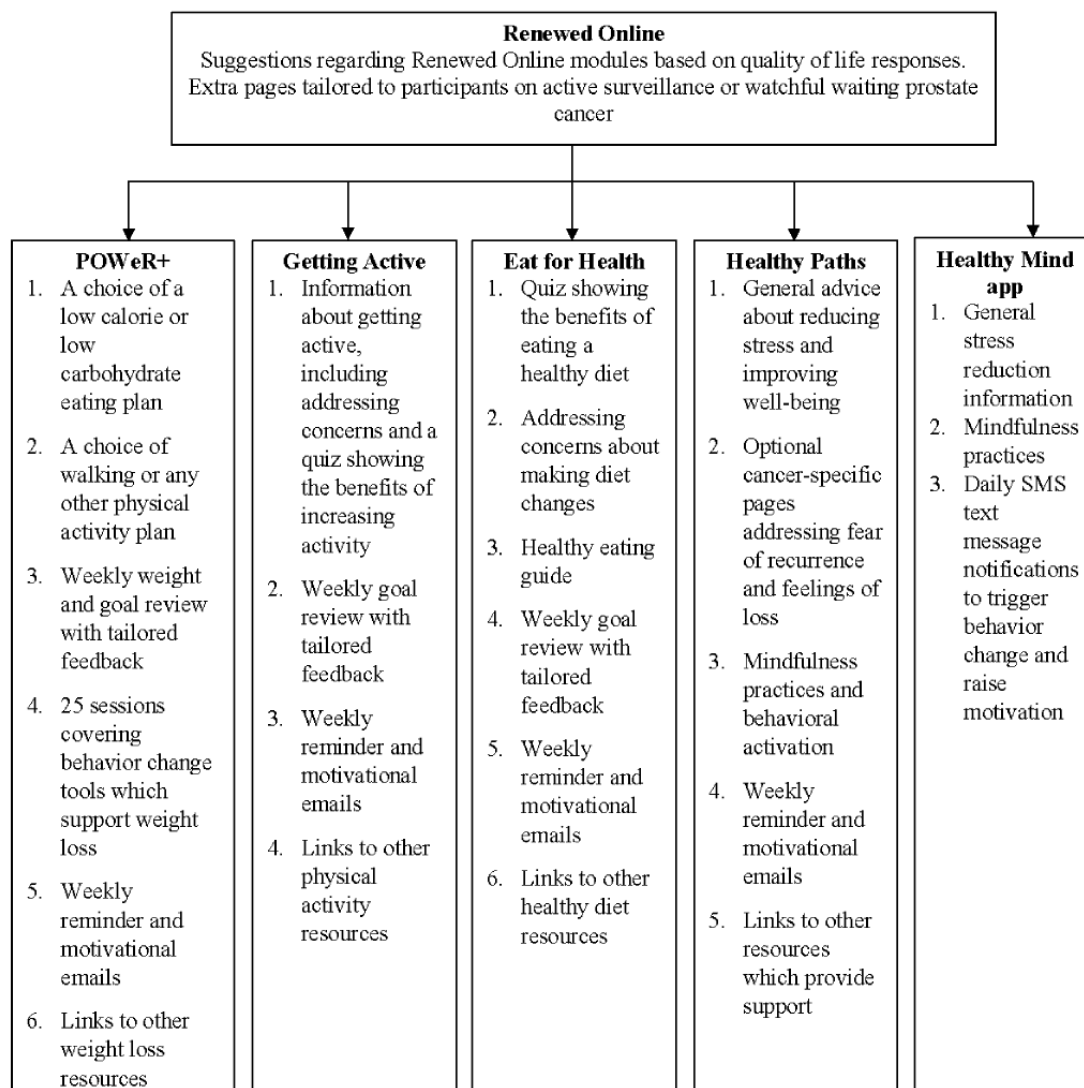 Renewed Online
Suggestions regarding Renewed Online modules based on quality of life responses.
Extra pages tailored to participants on active surveillance or watchful waiting prostate
cancer
POWeR+
1. A choice of a
low calorie or
low
carbohydrate
eating plan
2. A choice of
walking or any
other physical
activity plan
3. Weekly weight
and goal review
with tailored
feedback
4. 25 sessions
covering
behavior change
tools which
support weight
loss
5. Weekly
reminder and
motivational
emails
6. Links to other
weight loss
resources
Getting Active
1. Information
about getting
active,
including
addressing
concerns and a
quiz showing
the benefits of
increasing
activity
2. Weekly goal
review with
tailored
feedback
3. Weekly
reminder and
motivational
emails
4. Links to other
physical
activity
resources
Eat for Health
1. Quiz showing
the benefits of
eating a
healthy diet
2. Addressing
concerns about
making diet
changes
3. Healthy eating
guide
4. Weekly goal
review with
tailored
feedback
5. Weekly
reminder and
motivational
emails
6. Links to other
healthy diet
resources
Healthy Paths
1. General advice
about reducing
stress and
improving
well-being
2. Optional
cancer-specific
pages
addressing fear
of recurrence
and feelings of
loss
3. Mindfulness
practices and
behavioral
activation
4. Weekly
reminder and
motivational
emails
5. Links to other
resources
which provide
support
Healthy Mind
app
1. General
stress
reduction
information
2. Mindfulness
practices
3. Daily SMS
text
message
notifications
to trigger
behavior
change and
raise
motivation